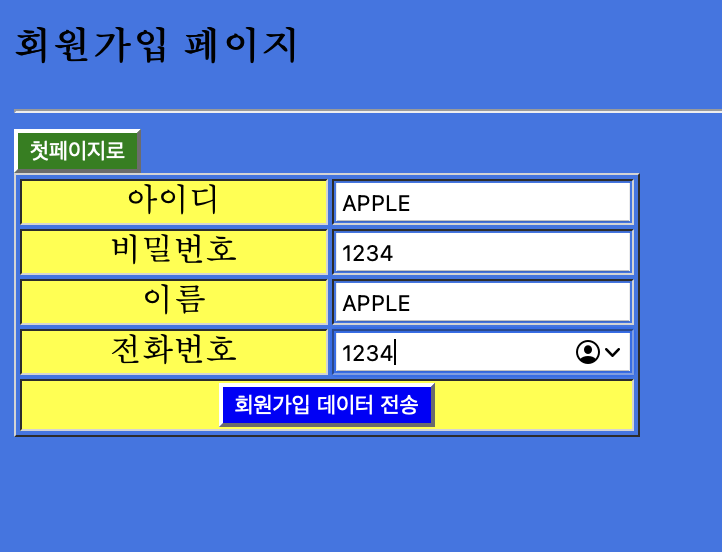 회원가입 페이지
첫페이지로
아이디 APPLE
비밀번호 1234
이름 APPLE
전화번호 1234
회원가입 데이터 전송